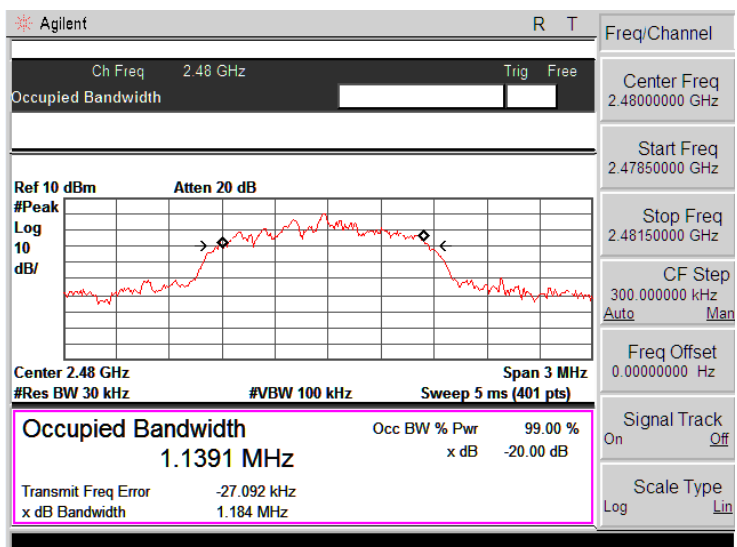 Agilent R T
Ch Freq 2.48 GHz Trig Free
Occupied Bandwidth
Ref 10 dBm Atten 20 dB
#Peak
Log
10
dB/
Center 2.48 GHz Span 3 MHz
#Res BW 30 kHz #VBW 100 kHz Sweep 5 ms (401 pts)
Occupied Bandwidth Occ BW % Pwr 99.00 %
1.1391 MHz x dB -20.00 dB
Transmit Freq Error -27.092 kHz
x dB Bandwidth 1.184 MHz
Freq/Channel
Center Freq
2.48000000 GHz
Start Freq
2.47850000 GHz
Stop Freq
2.48150000 GHz
CF Step
300.000000 kHz
Auto Man
Freq Offset
0.00000000 Hz
Signal Track
On Off
Scale Type
Log Lin